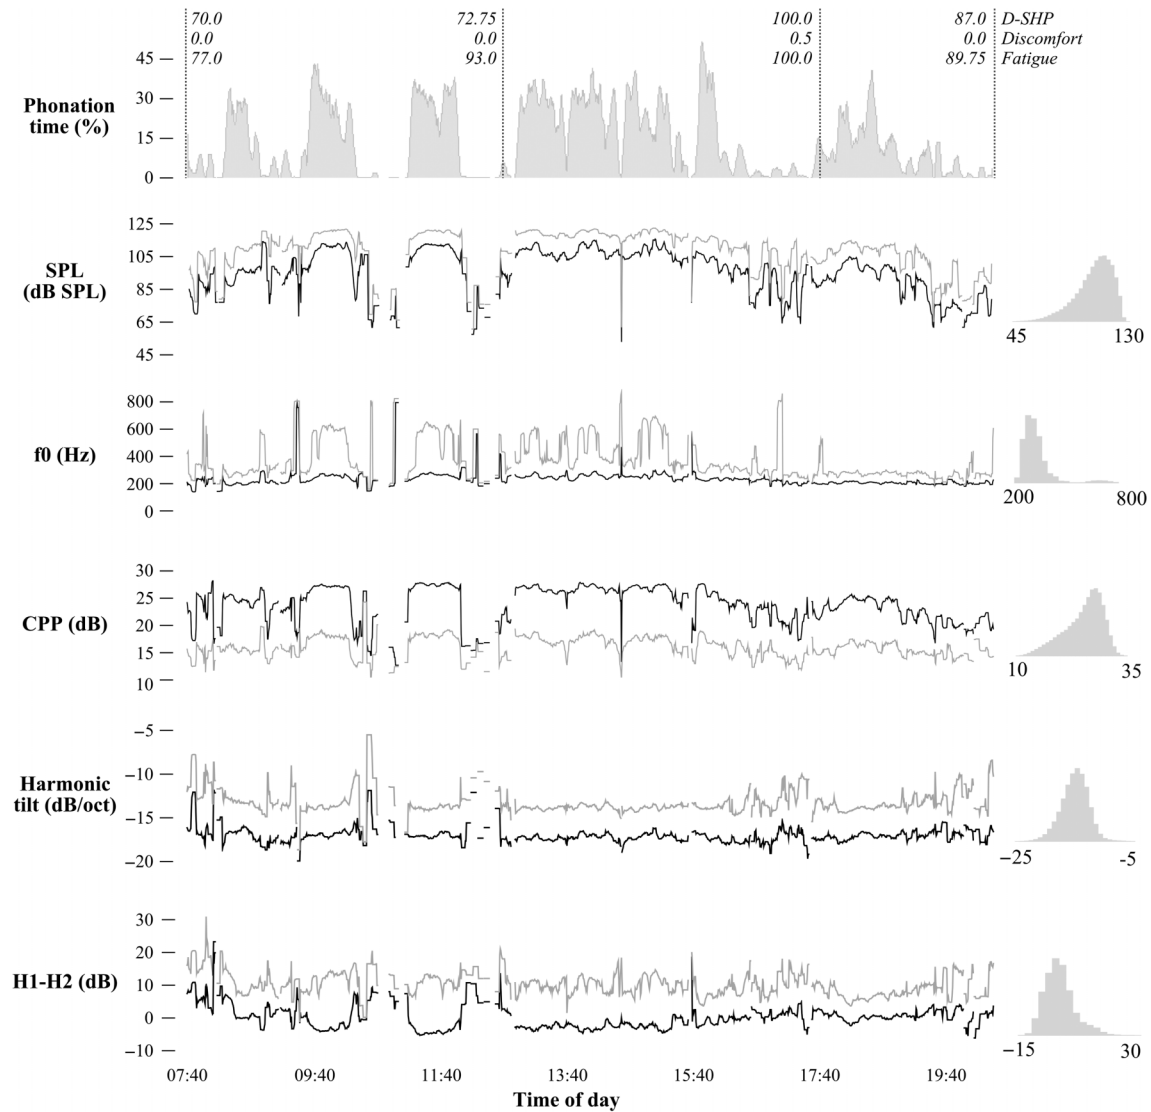 70.0 72.75 100.0 87.0 D-SHP
0.0 0.0 0.5 0.0 Discomfort
77.0 93.0 100.0 89.75 Fatigue
45
30
Phonation
time (%)
15
0
125
105
SPL
(dB SPL)
85
65
45
45 130
800
600
f0 (Hz)
400
200
0
200 800
30
25
CPP (dB)
20
15
10
10 35
−5
−10
Harmonic
tilt (dB/oct)
−15
−20
−25 -5
30
20
H1-H2 (dB)
10
0
−10
−15 30
07:40 09:40 11:40 13:40 15:40 17:40 19:40
Time of day